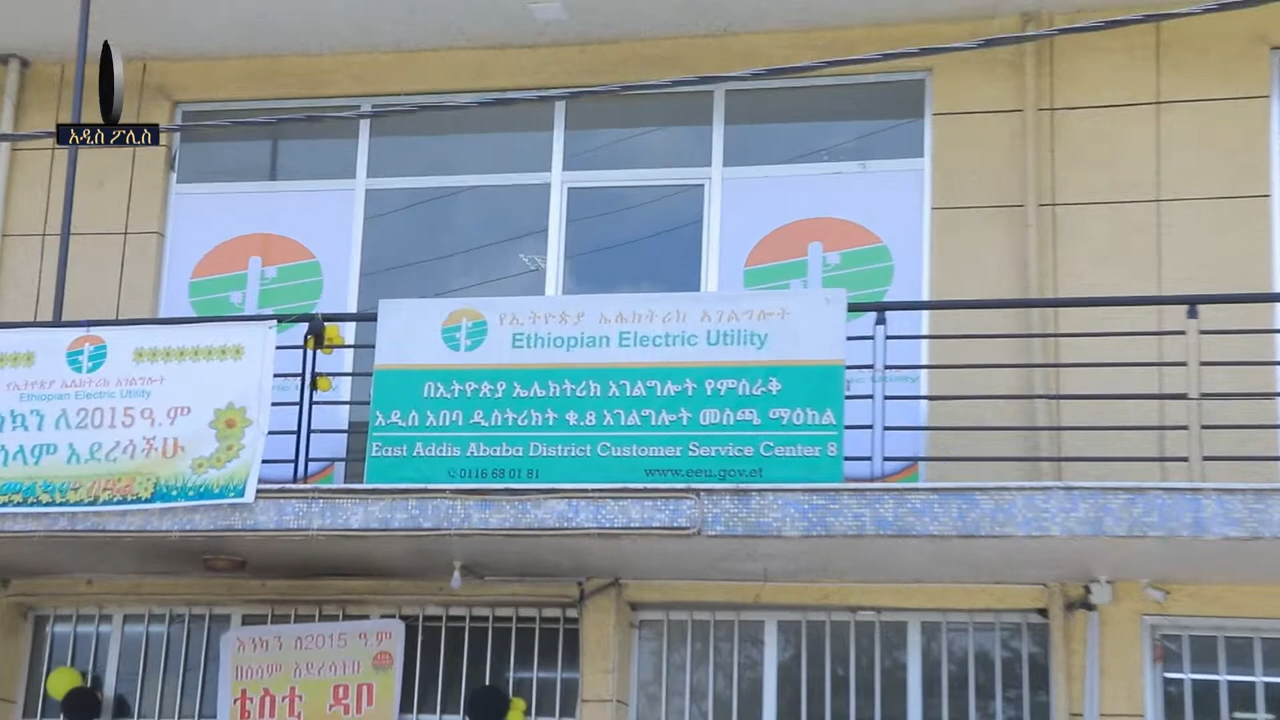 አዲስ ፖሊስ
የኢትዮጵያ ኤሌክትሪክ አገልግሎት
Ethiopian Electric Utility
በኢትዮጵያ ኤሌክትሪክ አገልግሎት የምስራቅ
አዲስ አበባ ዲስትሪክት ቁ.8 አገልግሎት መስጫ ማዕከል
East Addis Ababa District Customer Service Center 8
0116 68 01 81 www.eeu.gov.et
የኢትዮጵያ ኤሌክትሪክ አገልግሎት
Ethiopian Electric Utility
ለ2015 ዓ.ም
ሰላም አደረሳችሁ
እንኳን ለ2015 ዓ.ም
በሰላም አደረሳችሁ
ቴስቲ ዳቦ